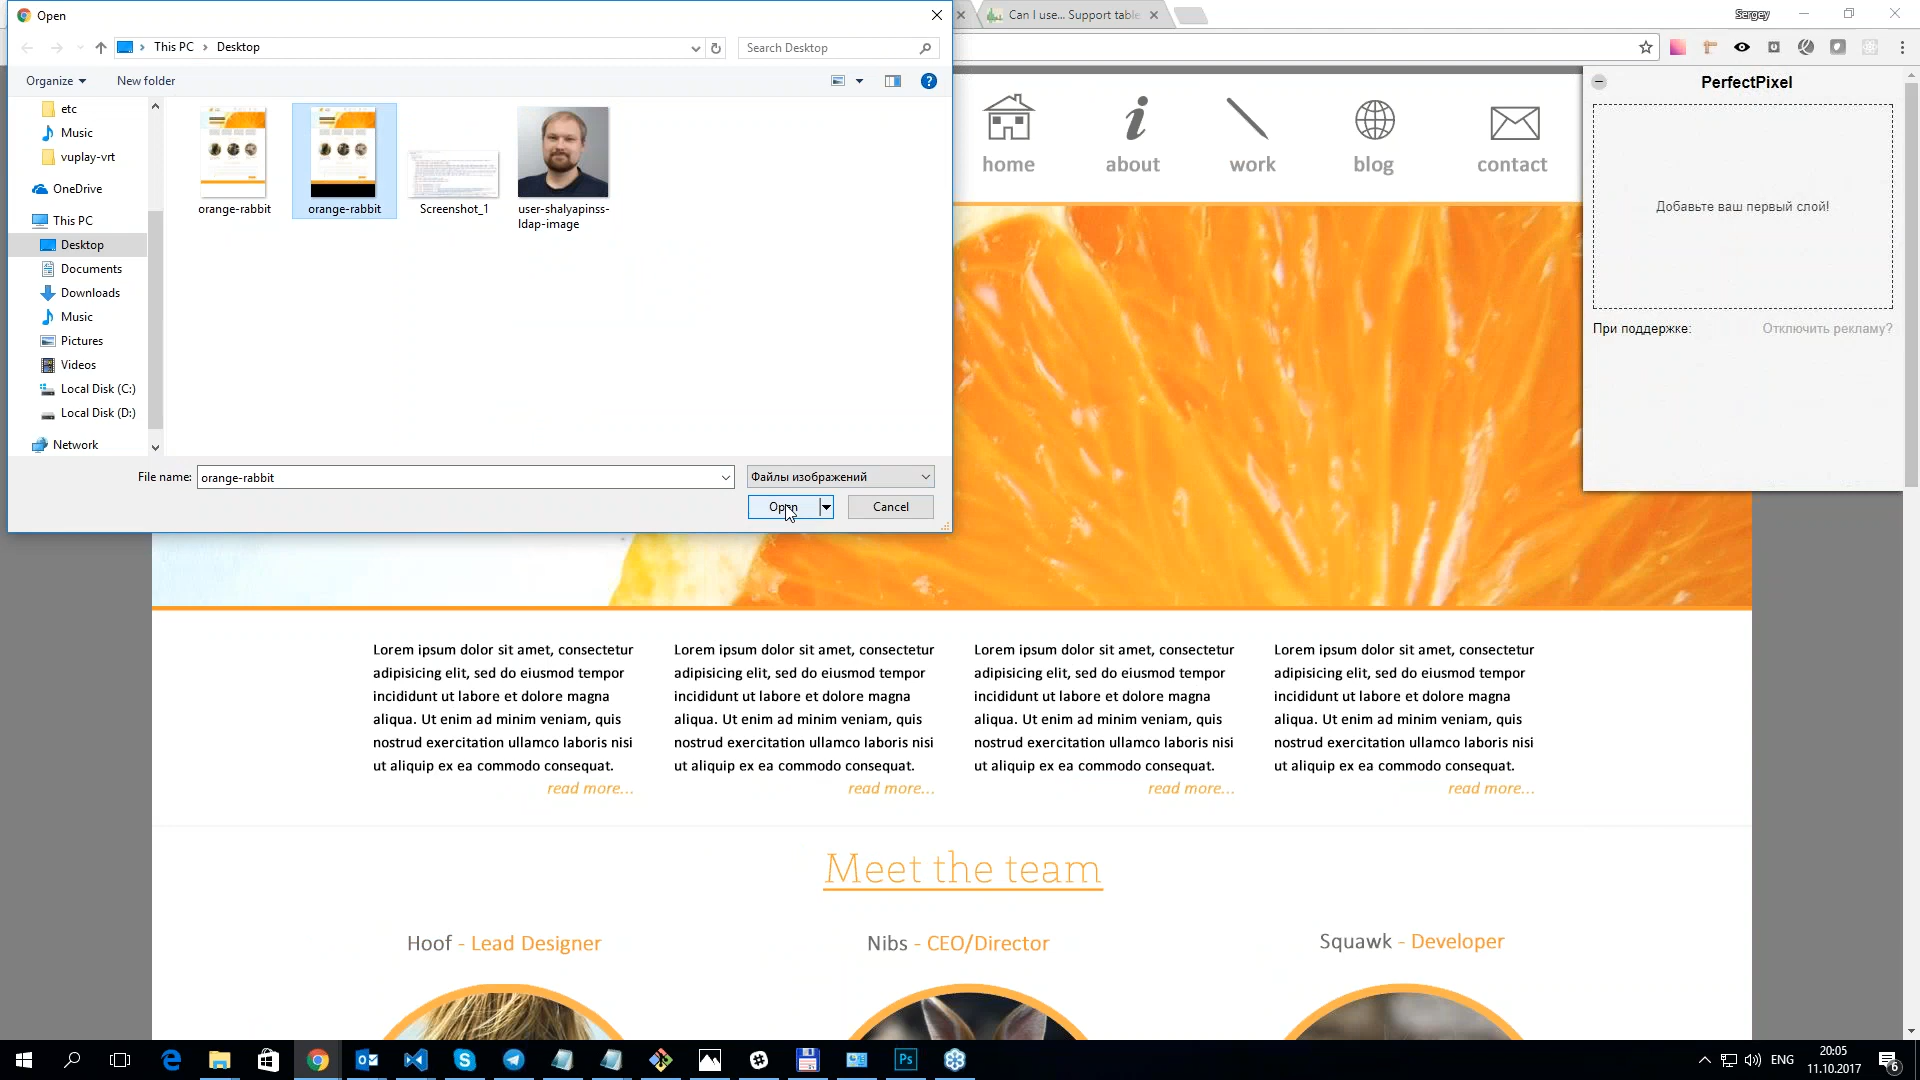 Open
Can I use... Support table
Sergey
This PC
Desktop
Search Desktop
Organize
New folder
etc
Music
vuplay-vrt
OneDrive
This PC
Desktop
Documents
Downloads
Music
Pictures
Videos
Local Disk (C:)
Local Disk (D:)
Network
orange-rabbit
orange-rabbit
Screenshot_1
user-shalyapinss-
ldap-image
File name:
orange-rabbit
Файлы изображений
Open
Cancel
home
about
work
blog
contact
PerfectPixel
Добавьте ваш первый слой!
При поддержке:
Отключить рекламу?
Lorem ipsum dolor sit amet, consectetur
adipisicing elit, sed do eiusmod tempor
incididunt ut labore et dolore magna
aliqua. Ut enim ad minim veniam, quis
nostrud exercitation ullamco laboris nisi
ut aliquip ex ea commodo consequat.
read more...
Lorem ipsum dolor sit amet, consectetur
adipisicing elit, sed do eiusmod tempor
incididunt ut labore et dolore magna
aliqua. Ut enim ad minim veniam, quis
nostrud exercitation ullamco laboris nisi
ut aliquip ex ea commodo consequat.
read more...
Lorem ipsum dolor sit amet, consectetur
adipisicing elit, sed do eiusmod tempor
incididunt ut labore et dolore magna
aliqua. Ut enim ad minim veniam, quis
nostrud exercitation ullamco laboris nisi
ut aliquip ex ea commodo consequat.
read more...
Lorem ipsum dolor sit amet, consectetur
adipisicing elit, sed do eiusmod tempor
incididunt ut labore et dolore magna
aliqua. Ut enim ad minim veniam, quis
nostrud exercitation ullamco laboris nisi
ut aliquip ex ea commodo consequat.
read more...
Meet the team
Hoof - Lead Designer
Nibs - CEO/Director
Squawk - Developer
Ps
ENG
20:05
11.10.2017
6